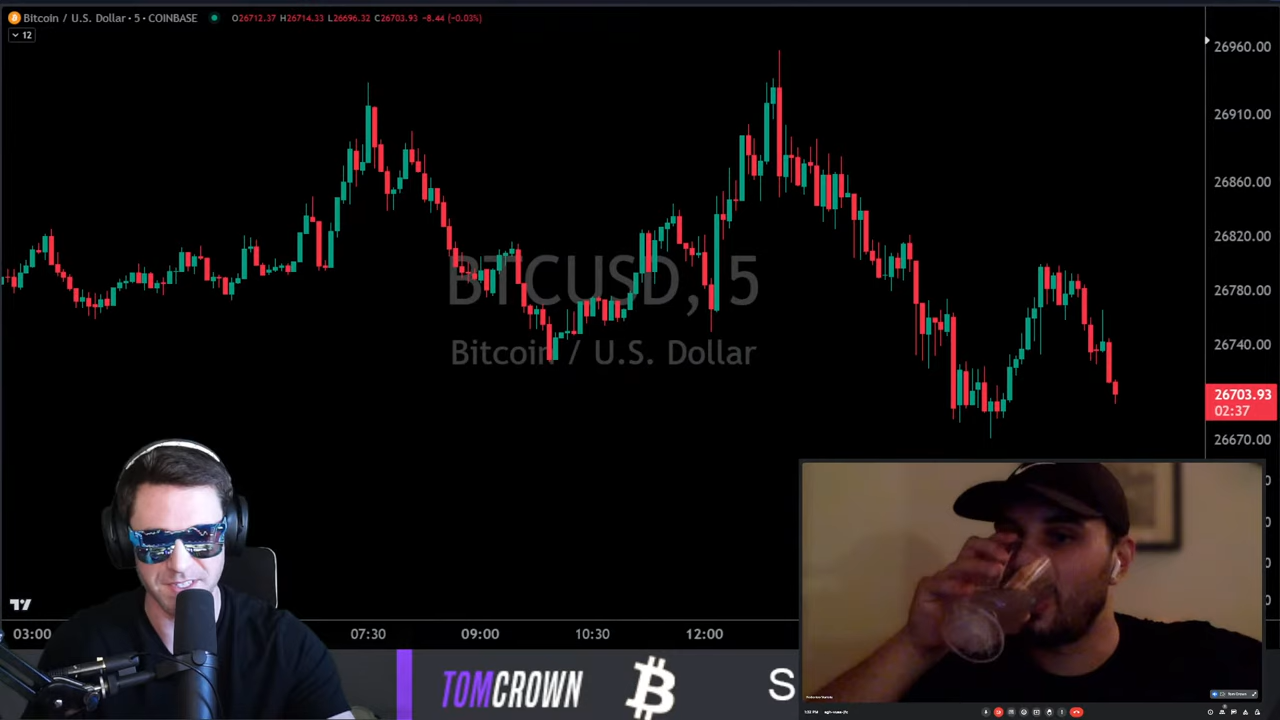 Bitcoin / U.S. Dollar · 5 · COINBASE O26712.37 H26714.33 L26696.32 C26703.93 -8.44 (-0.03%)
12
26960.00
26910.00
26860.00
26820.00
26780.00
26740.00
26703.93
02:37
26670.00
BTCUSD, 5
Bitcoin / U.S. Dollar
03:00 07:30 09:00 10:30 12:00
TOMCROWN S
Tom Crown